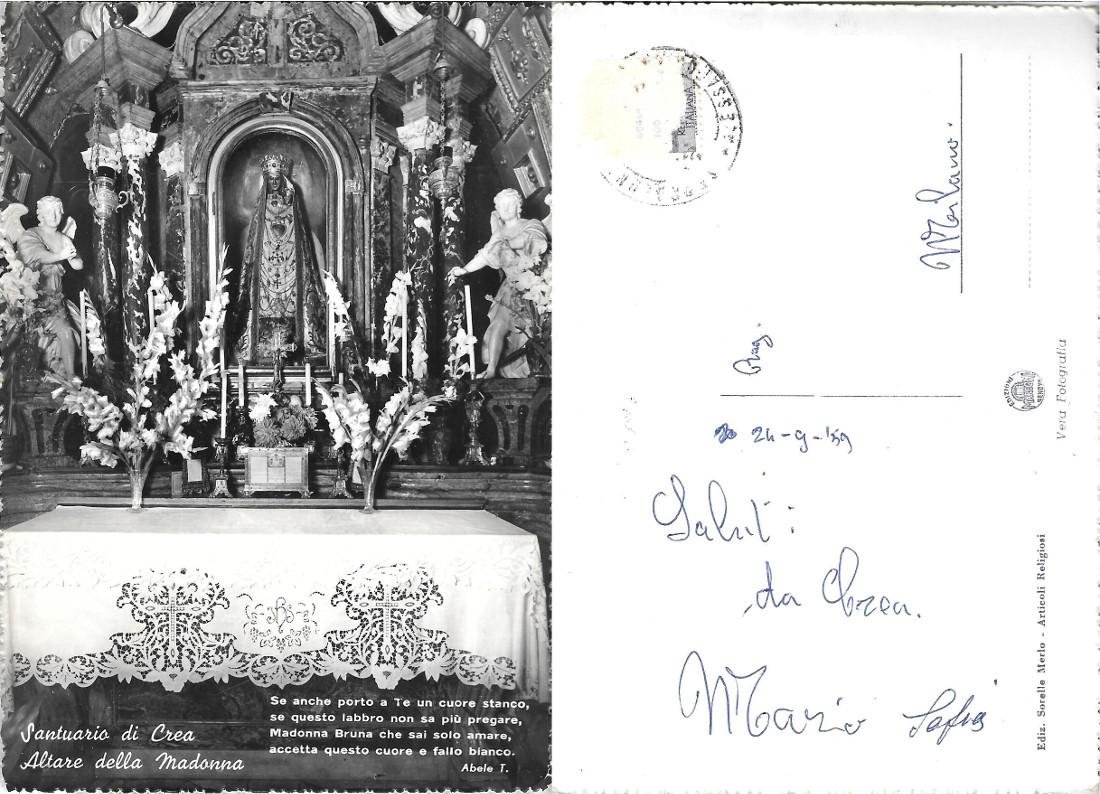 Santuario di Crea
Altare della Madonna
Se anche porto a Te un cuore stanco,
se questo labbro non sa più pregare,
Madonna Bruna che sai solo amare,
accetta questo cuore e fallo bianco.
Abele T.
ITALIANA
Milano.
Rag.
24-9-59
Saluti
da Crea.
Mario
Vera Fotografia
Ediz. Sorelle Merlo - Articoli Religiosi